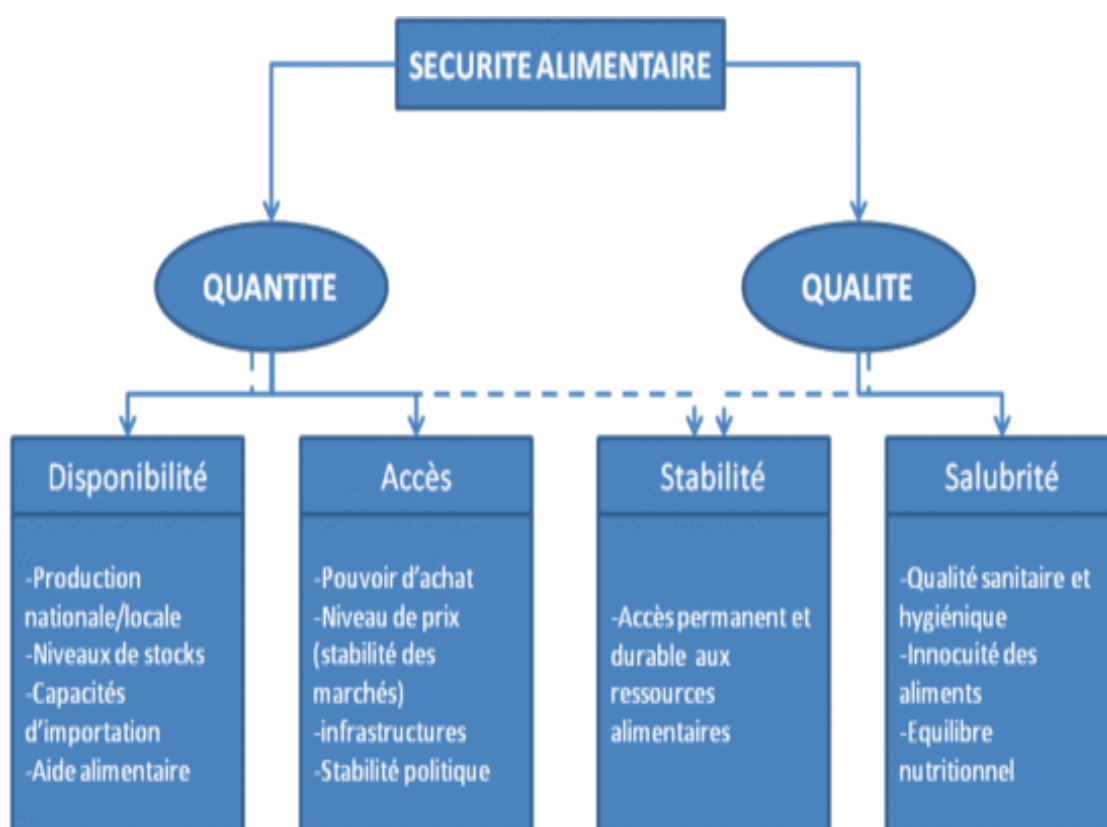 SECURITE ALIMENTAIRE
QUANTITE
QUALITE
Disponibilité
-Production
nationale/locale
-Niveaux de stocks
-Capacités
d'importation
-Aide alimentaire
Accès
-Pouvoir d'achat
-Niveau de prix
(stabilité des
marchés)
-infrastructures
-Stabilité politique
Stabilité
-Accès permanent et
durable aux
ressources
alimentaires
Salubrité
-Qualité sanitaire et
hygiénique
-Innocuité des
aliments
-Equilibre
nutritionnel